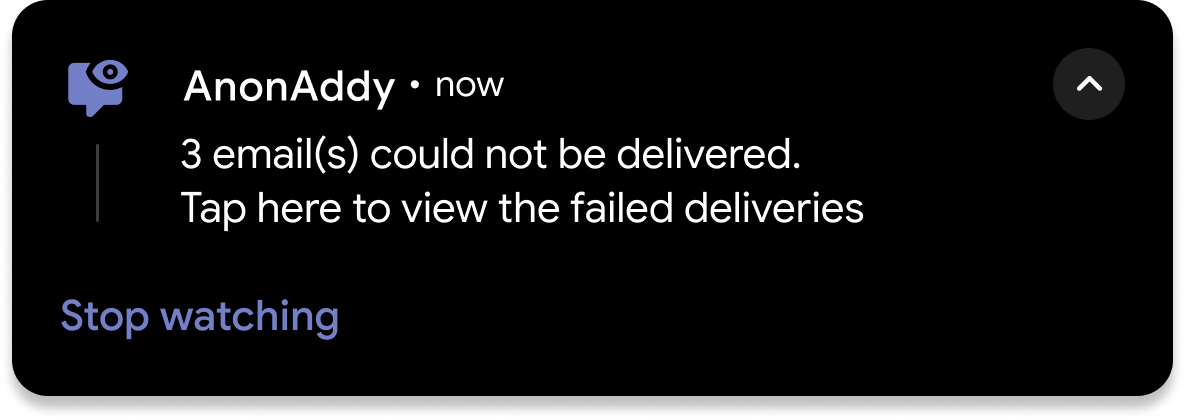 AnonAddy • now
3 email(s) could not be delivered.
Tap here to view the failed deliveries
Stop watching